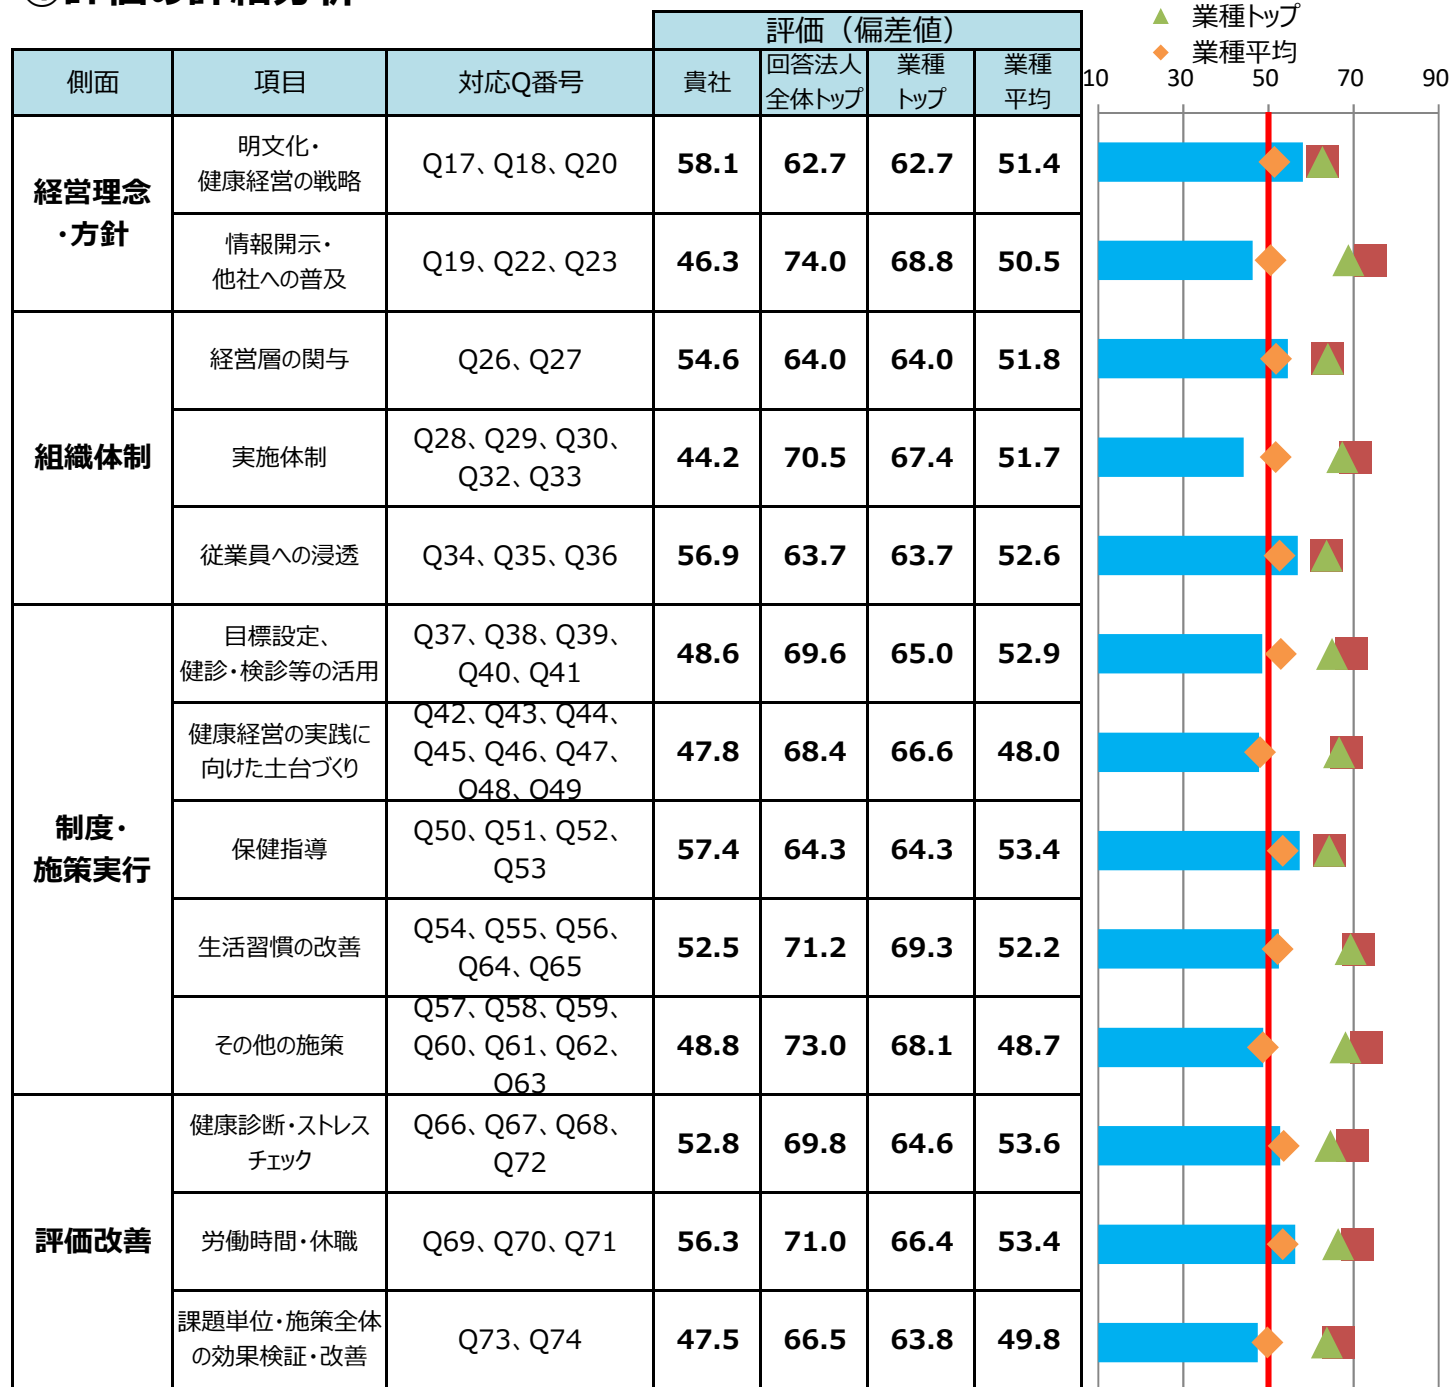 ①評価の詳細分析
評価（偏差値）
側面 項目 対応Q番号 貴社 回答法人 業種 業種
全体トップ トップ 平均
▲ 業種トップ
◆ 業種平均
10 30 50 70 90
経営理念
・方針
明文化・
健康経営の戦略
Q17、Q18、Q20 58.1 62.7 62.7 51.4
情報開示・
他社への普及
Q19、Q22、Q23 46.3 74.0 68.8 50.5
組織体制
経営層の関与 Q26、Q27 54.6 64.0 64.0 51.8
実施体制
Q28、Q29、Q30、
Q32、Q33
44.2 70.5 67.4 51.7
従業員への浸透 Q34、Q35、Q36 56.9 63.7 63.7 52.6
制度・
施策実行
目標設定、
健診・検診等の活用
Q37、Q38、Q39、
Q40、Q41
48.6 69.6 65.0 52.9
健康経営の実践に
向けた土台づくり
Q42、Q43、Q44、
Q45、Q46、Q47、
Q48、Q49
47.8 68.4 66.6 48.0
保健指導
Q50、Q51、Q52、
Q53
57.4 64.3 64.3 53.4
生活習慣の改善
Q54、Q55、Q56、
Q64、Q65
52.5 71.2 69.3 52.2
その他の施策
Q57、Q58、Q59、
Q60、Q61、Q62、
Q63
48.8 73.0 68.1 48.7
評価改善
健康診断・ストレス
チェック
Q66、Q67、Q68、
Q72
52.8 69.8 64.6 53.6
労働時間・休職 Q69、Q70、Q71 56.3 71.0 66.4 53.4
課題単位・施策全体
の効果検証・改善
Q73、Q74 47.5 66.5 63.8 49.8